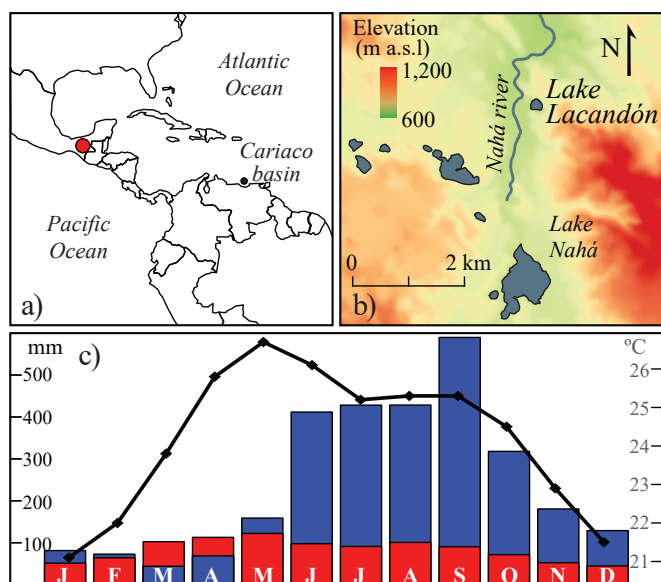 Atlantic
Ocean
Cariaco
basin
Pacific
Ocean
a)
Elevation
(m a.s.l)
1,200
600
N
Nahá river
Lake
Lacandón
Lake
Nahá
0
2 km
b)
mm
c)
ºC
500
400
300
200
100
26
25
24
23
22
21
J F M A M J J A S O N D